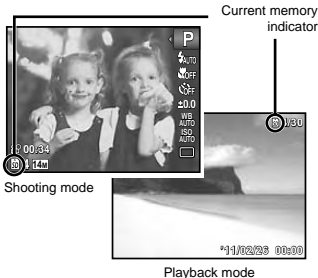 Current memory
indicator
P
AUTO
OFF
OFF
±0.0
WB
AUTO
ISO
AUTO
00:34
4 14M
/30
Shooting mode
'11/02/26 00:00
Playback mode